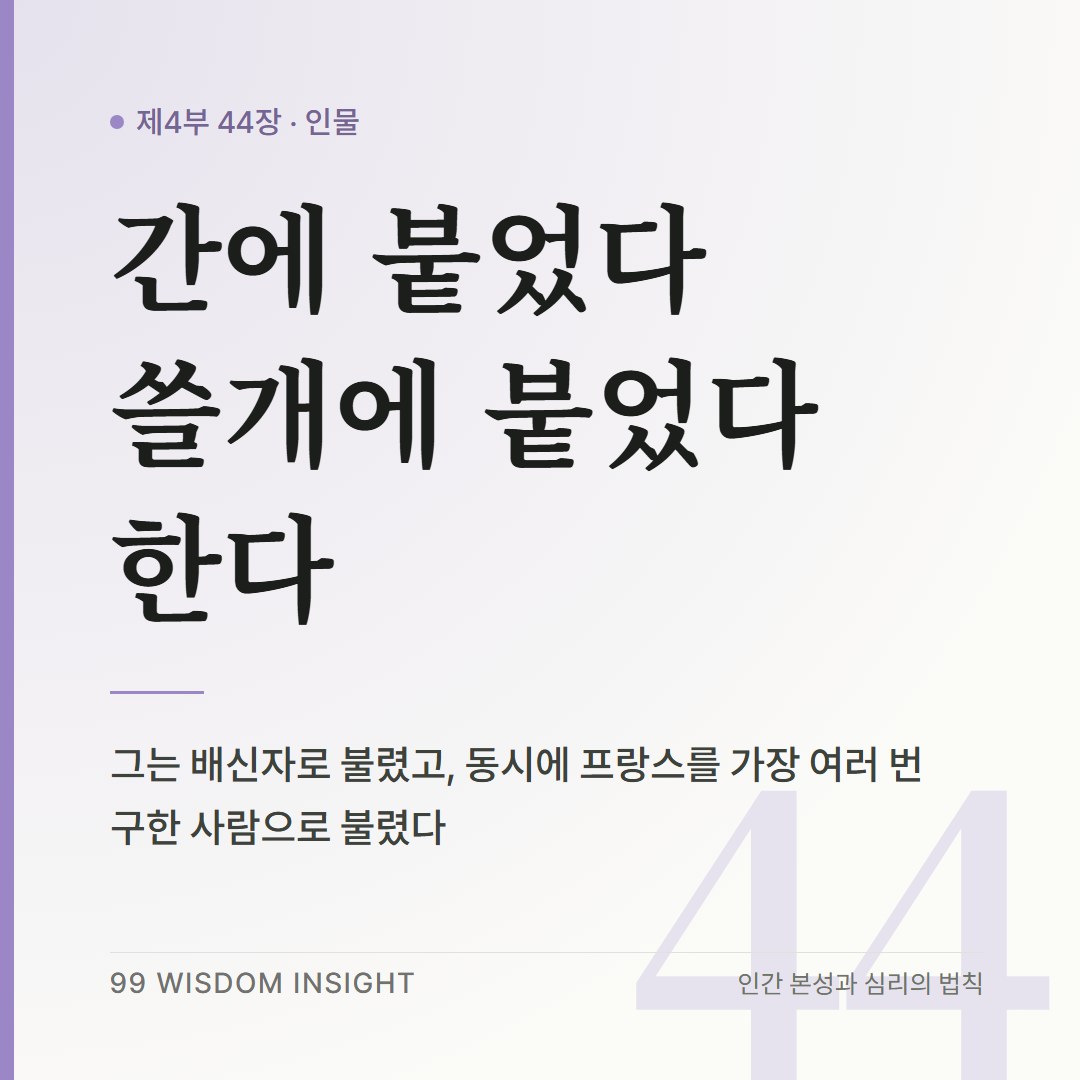 제4부 44장 · 인물
간에 붙었다
쓸개에 붙었다
한다
그는 배신자로 불렸고, 동시에 프랑스를 가장 여러 번
구한 사람으로 불렸다
44
99 WISDOM INSIGHT
인간 본성과 심리의 법칙